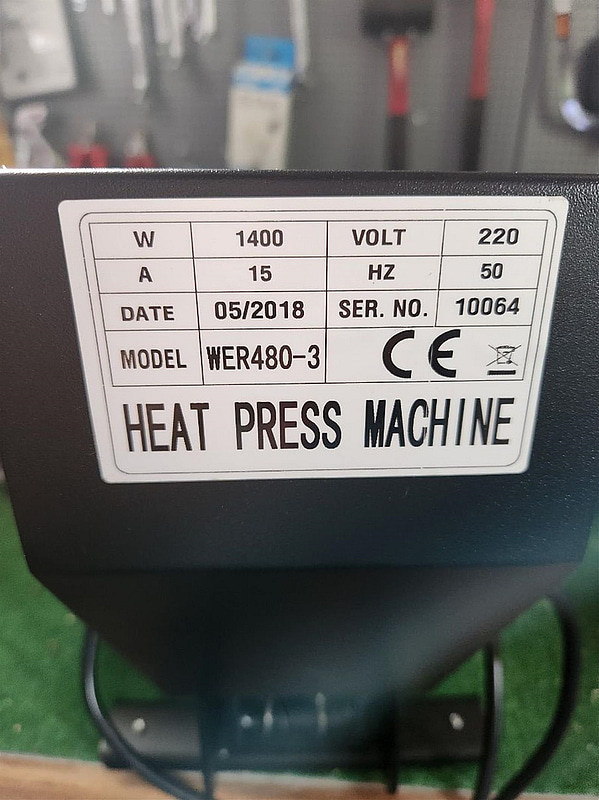 W 1400 VOLT 220
A 15 HZ 50
DATE 05/2018 SER. NO. 10064
MODEL WER480-3 CE
HEAT PRESS MACHINE